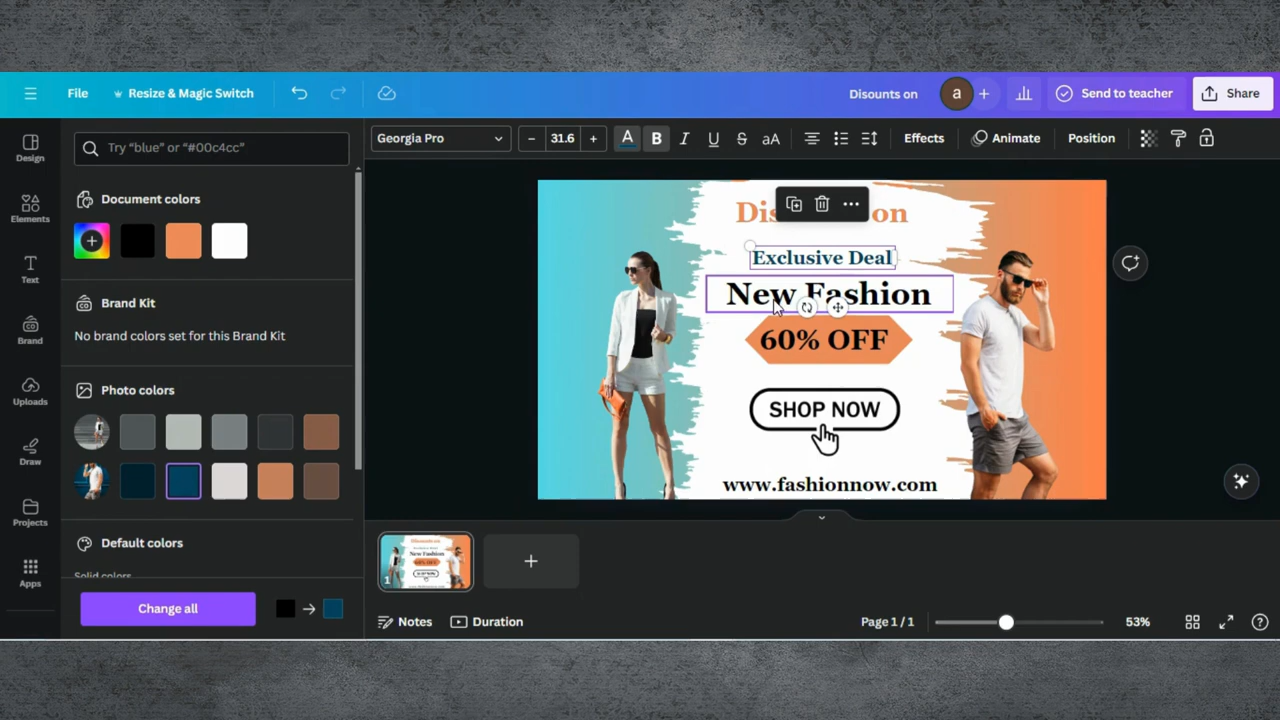 File
Resize & Magic Switch
Discounts on
a
Send to teacher
Share
Georgia Pro
31.6
A
B
I
U
S
aA
Effects
Animate
Position
Design
Elements
Text
Brand
Uploads
Draw
Projects
Apps
Try “blue” or “#00c4cc”
Document colors
Brand Kit
No brand colors set for this Brand Kit
Photo colors
Default colors
Solid colors
Change all
on
Exclusive Deal
New Fashion
60% OFF
SHOP NOW
www.fashionnow.com
1
Notes
Duration
Page 1 / 1
53%